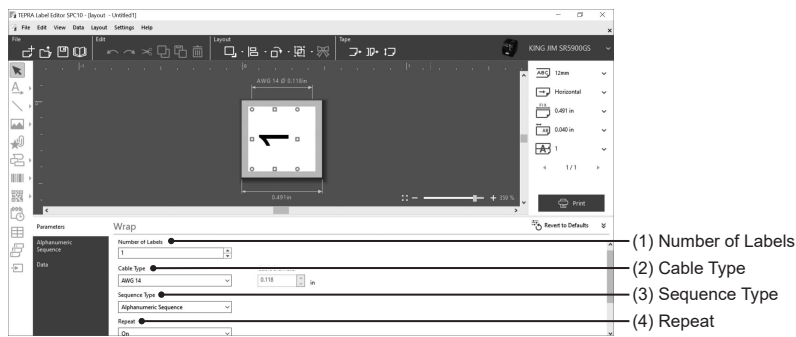 TEPRA Label Editor SPC10 - [layout - Untitled1]
File Edit View Data Layout Settings Help
File Edit Layout Tape
KING JIM SR5900GS
AWG 14 Ø 0.118in
1
0.491in
359 %
ABC 12mm
Horizontal
0.491 in
0.040 in
1
1/1
Print
Parameters Wrap Revert to Defaults
Alphanumeric Sequence
Data
Number of Labels
1
Cable Type
AWG 14 0.118 in
Sequence Type
Alphanumeric Sequence
Repeat
On
(1) Number of Labels
(2) Cable Type
(3) Sequence Type
(4) Repeat